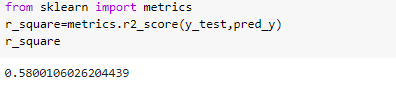 from sklearn import metrics
r_square=metrics.r2_score(y_test,pred_y)
r_square
0.5800106026204439